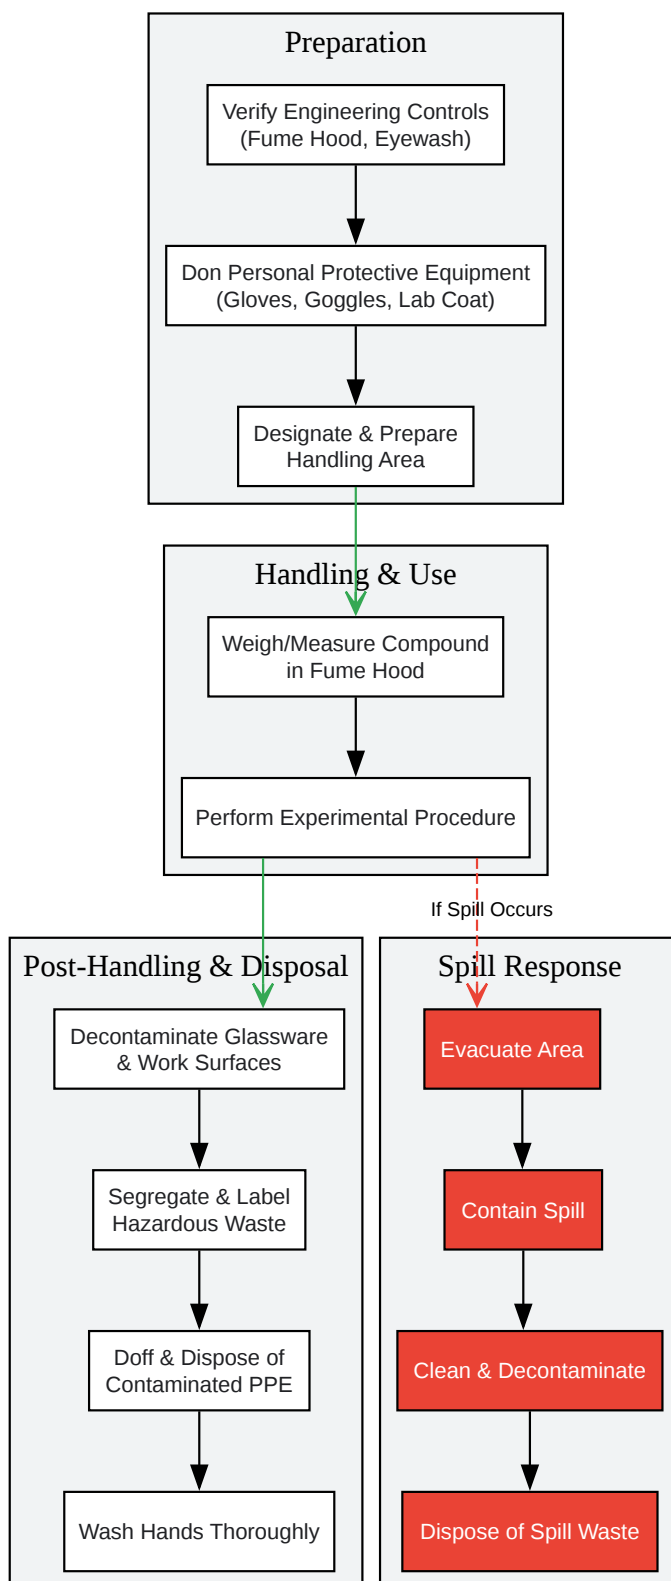 Preparation
Verify Engineering Controls
(Fume Hood, Eyewash)
Don Personal Protective Equipment
(Gloves, Goggles, Lab Coat)
Designate & Prepare
Handling Area
Handling & Use
Weigh/Measure Compound
in Fume Hood
Perform Experimental Procedure
If Spill Occurs
Post-Handling & Disposal
Decontaminate Glassware
& Work Surfaces
Segregate & Label
Hazardous Waste
Doff & Dispose of
Contaminated PPE
Wash Hands Thoroughly
Spill Response
Evacuate Area
Contain Spill
Clean & Decontaminate
Dispose of Spill Waste